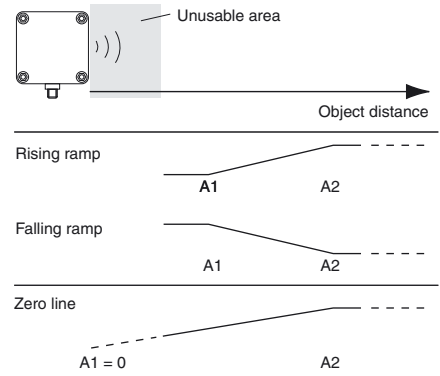 Unusable area
Object distance
Rising ramp
A1 A2
Falling ramp
A1 A2
Zero line
A1 = 0 A2